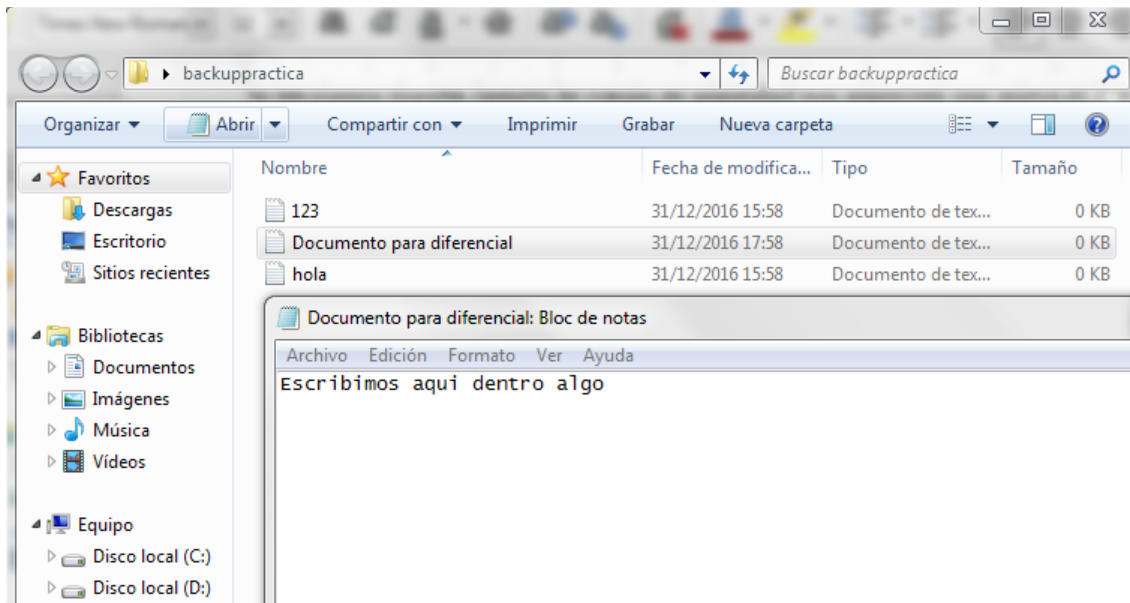 backuppractica
Buscar backuppractica
Organizar Abrir Compartir con Imprimir Grabar Nueva carpeta
Favoritos
Descargas
Escritorio
Sitios recientes
Bibliotecas
Documentos
Imágenes
Música
Vídeos
Equipo
Disco local (C:)
Disco local (D:)
Nombre Fecha de modifica... Tipo Tamaño
123 31/12/2016 15:58 Documento de tex... 0 KB
Documento para diferencial 31/12/2016 17:58 Documento de tex... 0 KB
hola 31/12/2016 15:58 Documento de tex... 0 KB
Documento para diferencial: Bloc de notas
Archivo Edición Formato Ver Ayuda
Escribimos aqui dentro algo